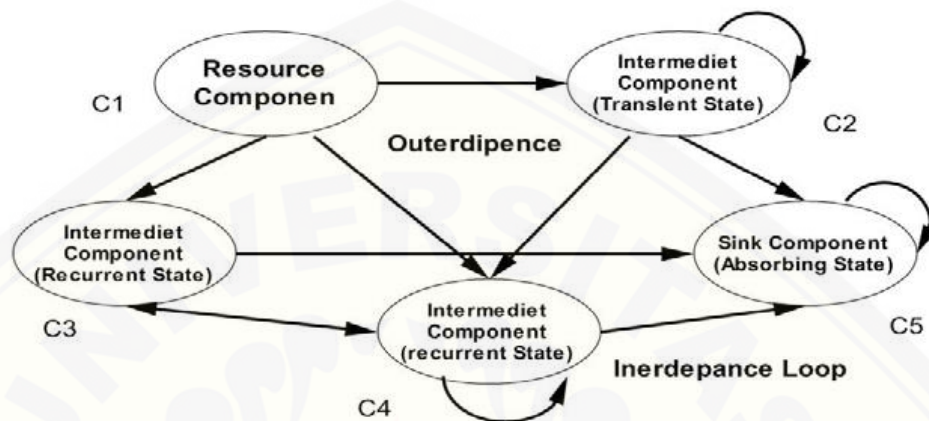 Resource
Componen
C1
Intermediet
Component
(Translent State)
C2
Outerdipence
Intermediet
Component
(Recurrent State)
C3
Sink Component
(Absorbing State)
C5
Intermediet
Component
(recurrent State)
C4
Inerdepance Loop
UNIVERSITAS